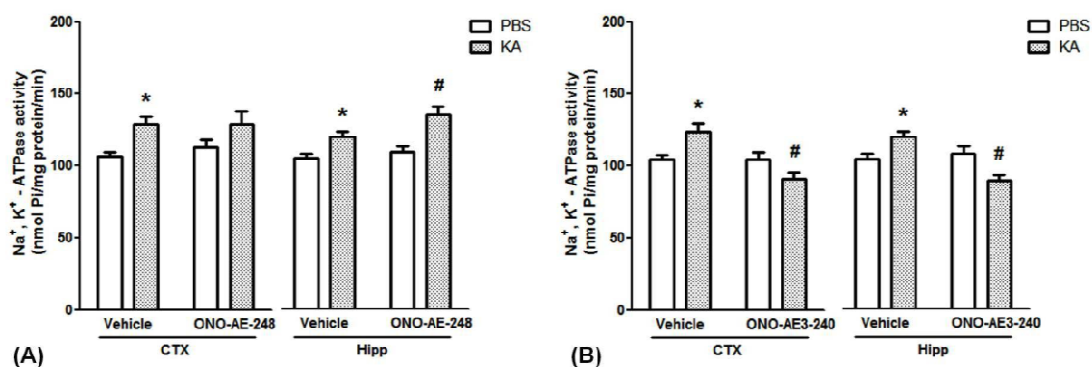 200
150
100
50
0
Na⁺, K⁺ - ATPase activity
(nmol Pi/mg protein/min)
PBS
KA
*
*
#
Vehicle ONO-AE-248 Vehicle ONO-AE-248
CTX Hipp
(A)
200
150
100
50
0
Na⁺, K⁺ - ATPase activity
(nmol Pi/mg protein/min)
PBS
KA
*
#
*
#
Vehicle ONO-AE3-240 Vehicle ONO-AE3-240
CTX Hipp
(B)